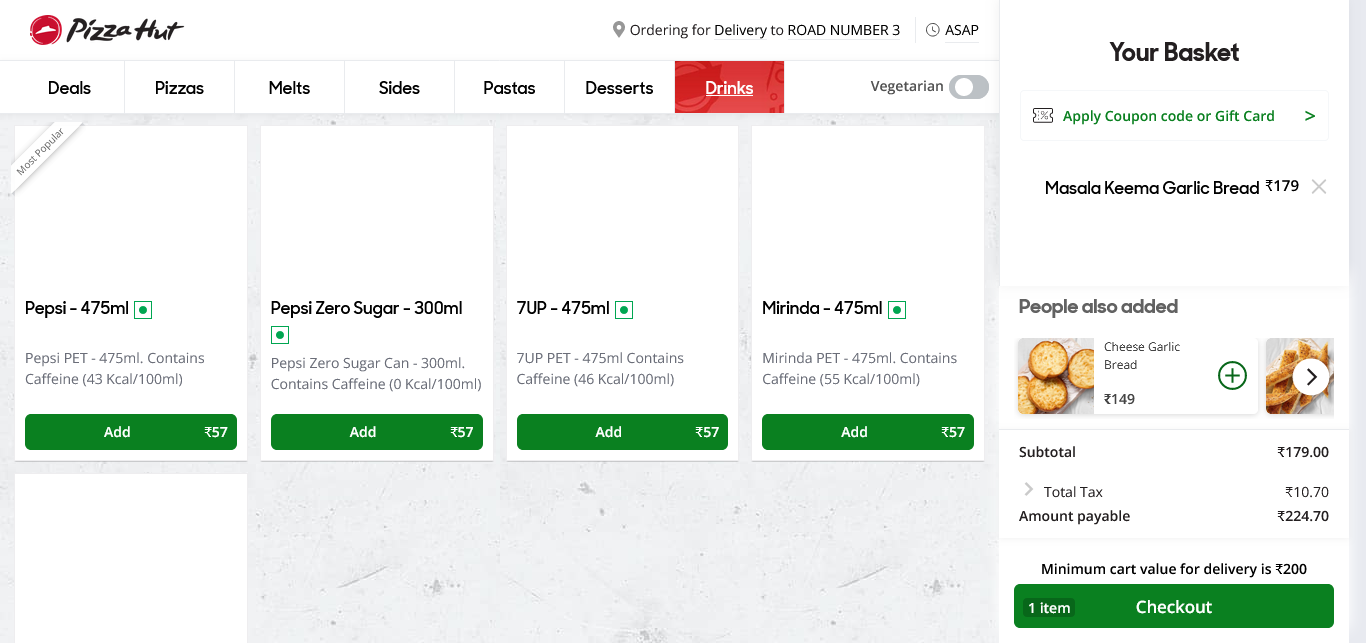 Pizza Hut
Ordering for Delivery to ROAD NUMBER 3
ASAP
Deals
Pizzas
Melts
Sides
Pastas
Desserts
Drinks
Vegetarian
Most Popular
Pepsi - 475ml
Pepsi PET - 475ml. Contains
Caffeine (43 Kcal/100ml)
Add ₹57
Pepsi Zero Sugar - 300ml
Pepsi Zero Sugar Can - 300ml.
Contains Caffeine (0 Kcal/100ml)
Add ₹57
7UP - 475ml
7UP PET - 475ml Contains
Caffeine (46 Kcal/100ml)
Add ₹57
Mirinda - 475ml
Mirinda PET - 475ml. Contains
Caffeine (55 Kcal/100ml)
Add ₹57
Your Basket
Apply Coupon code or Gift Card >
Masala Keema Garlic Bread ₹179
People also added
Cheese Garlic
Bread
₹149
Subtotal ₹179.00
Total Tax ₹10.70
Amount payable ₹224.70
Minimum cart value for delivery is ₹200
1 item Checkout